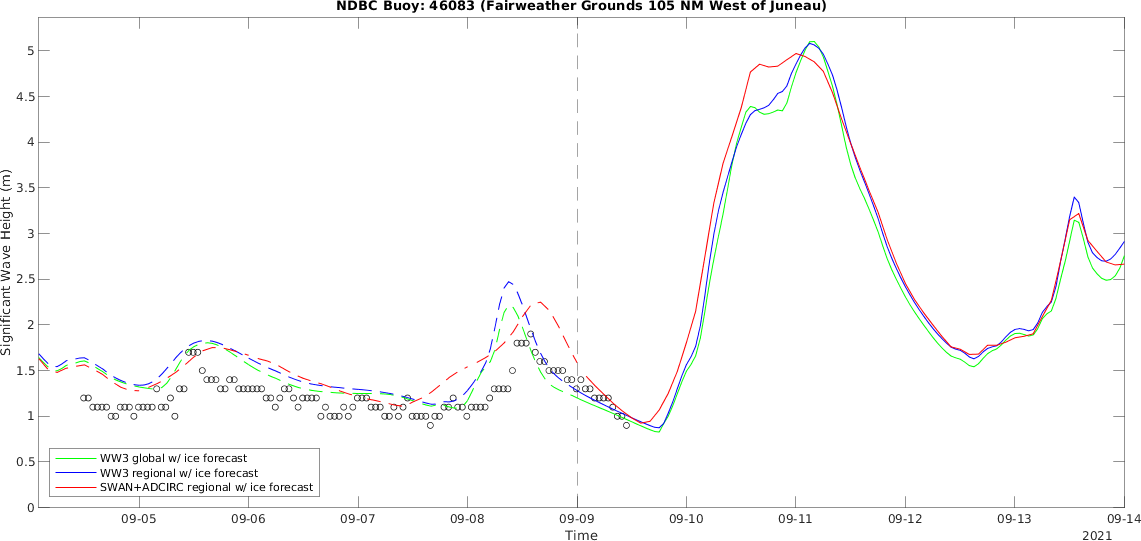 NDBC Buoy: 46083 (Fairweather Grounds 105 NM West of Juneau)
Significant Wave Height (m)
5
4.5
4
3.5
3
2.5
2
1.5
1
0.5
0
WW3 global w/ ice forecast
WW3 regional w/ ice forecast
SWAN+ADCIRC regional w/ ice forecast
09-05 09-06 09-07 09-08 09-09 09-10 09-11 09-12 09-13 09-14
Time
2021